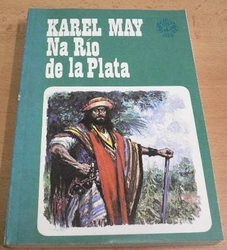 KAREL MAY
Na Rio
de la Plata